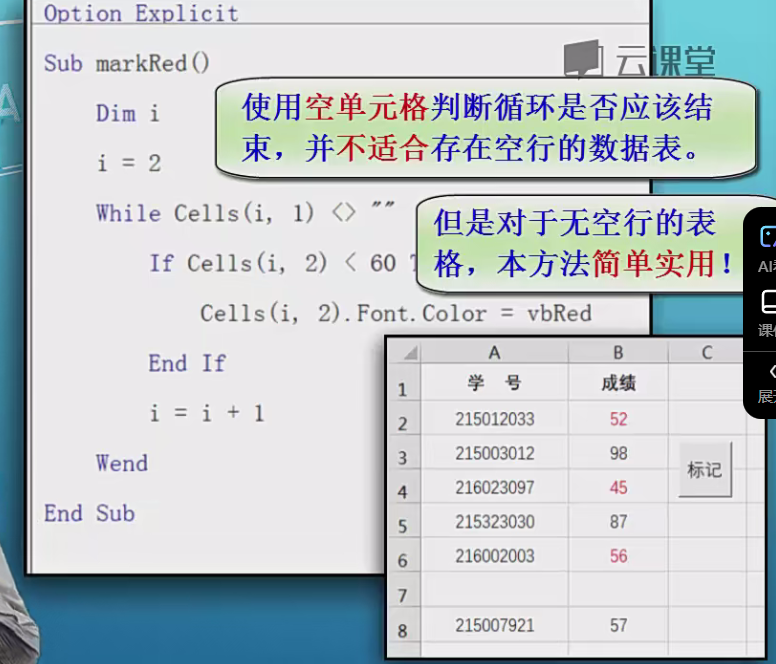 Option Explicit
云课堂
Sub markRed()
使用空单元格判断循环是否应该结
束，并不适合存在空行的数据表。
Dim i
i = 2
While Cells(i, 1) <> ""
但是对于无空行的表
格，本方法简单实用！
If Cells(i, 2) < 60
Cells(i, 2).Font.Color = vbRed
End If
i = i + 1
Wend
End Sub
A B C
1 学 号 成绩
2 215012033 52
3 215003012 98
标记
4 216023097 45
5 215323030 87
6 216002003 56
7
8 215007921 57
AI
课
展